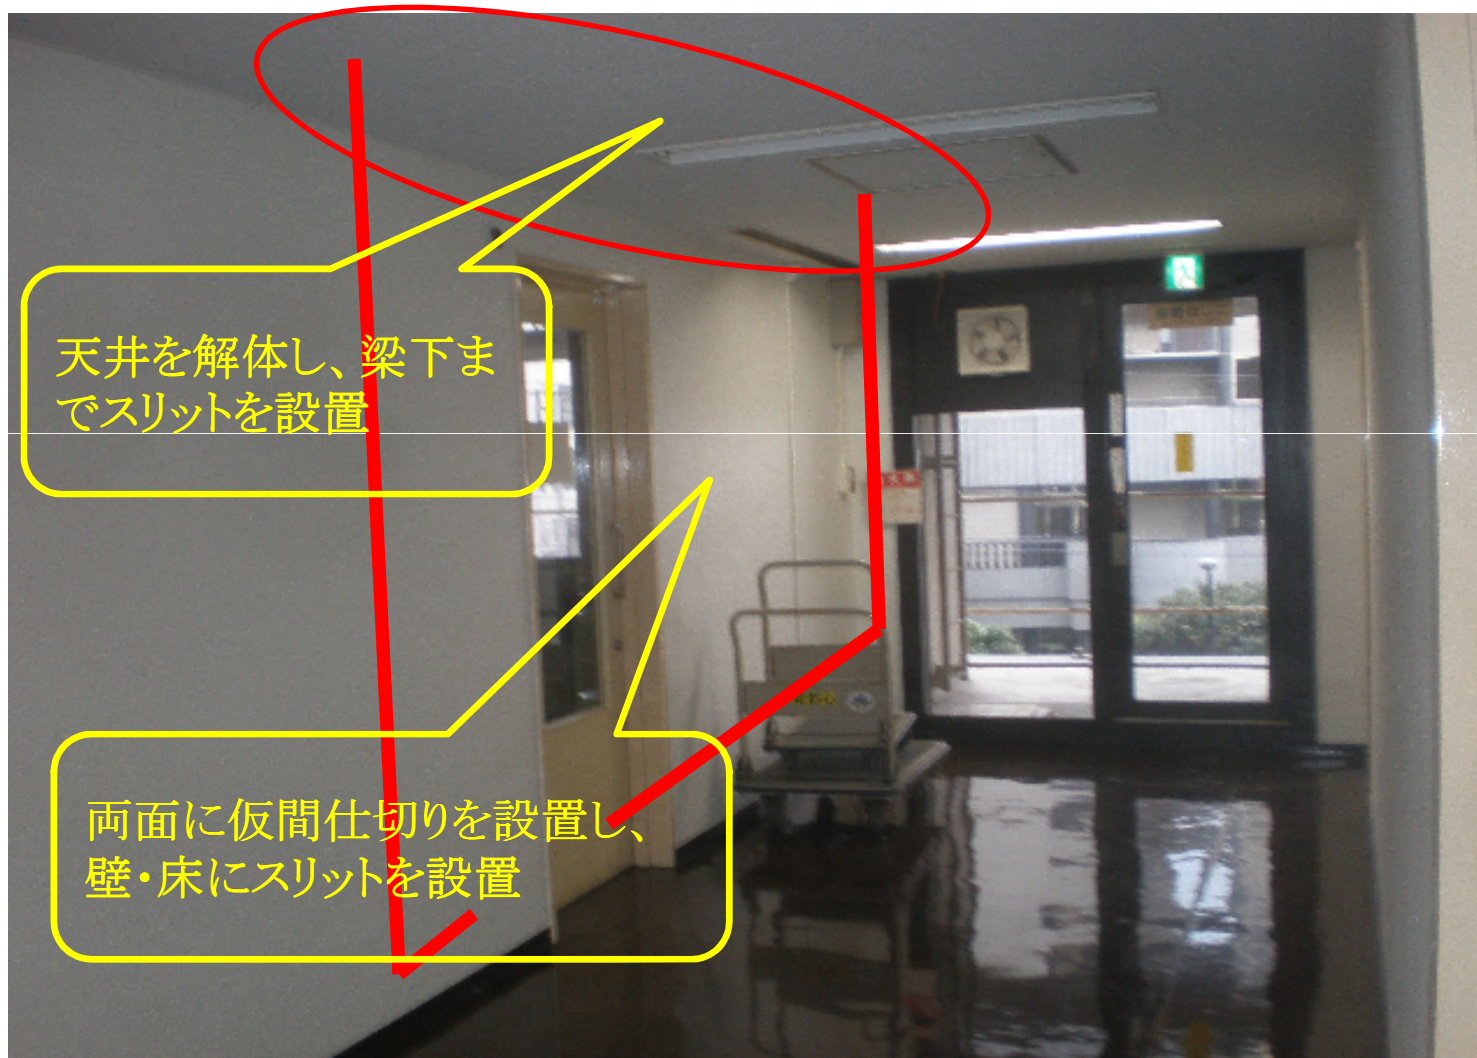 天井を解体し、梁下ま
でスリットを設置
両面に仮間仕切りを設置し、
壁・床にスリットを設置